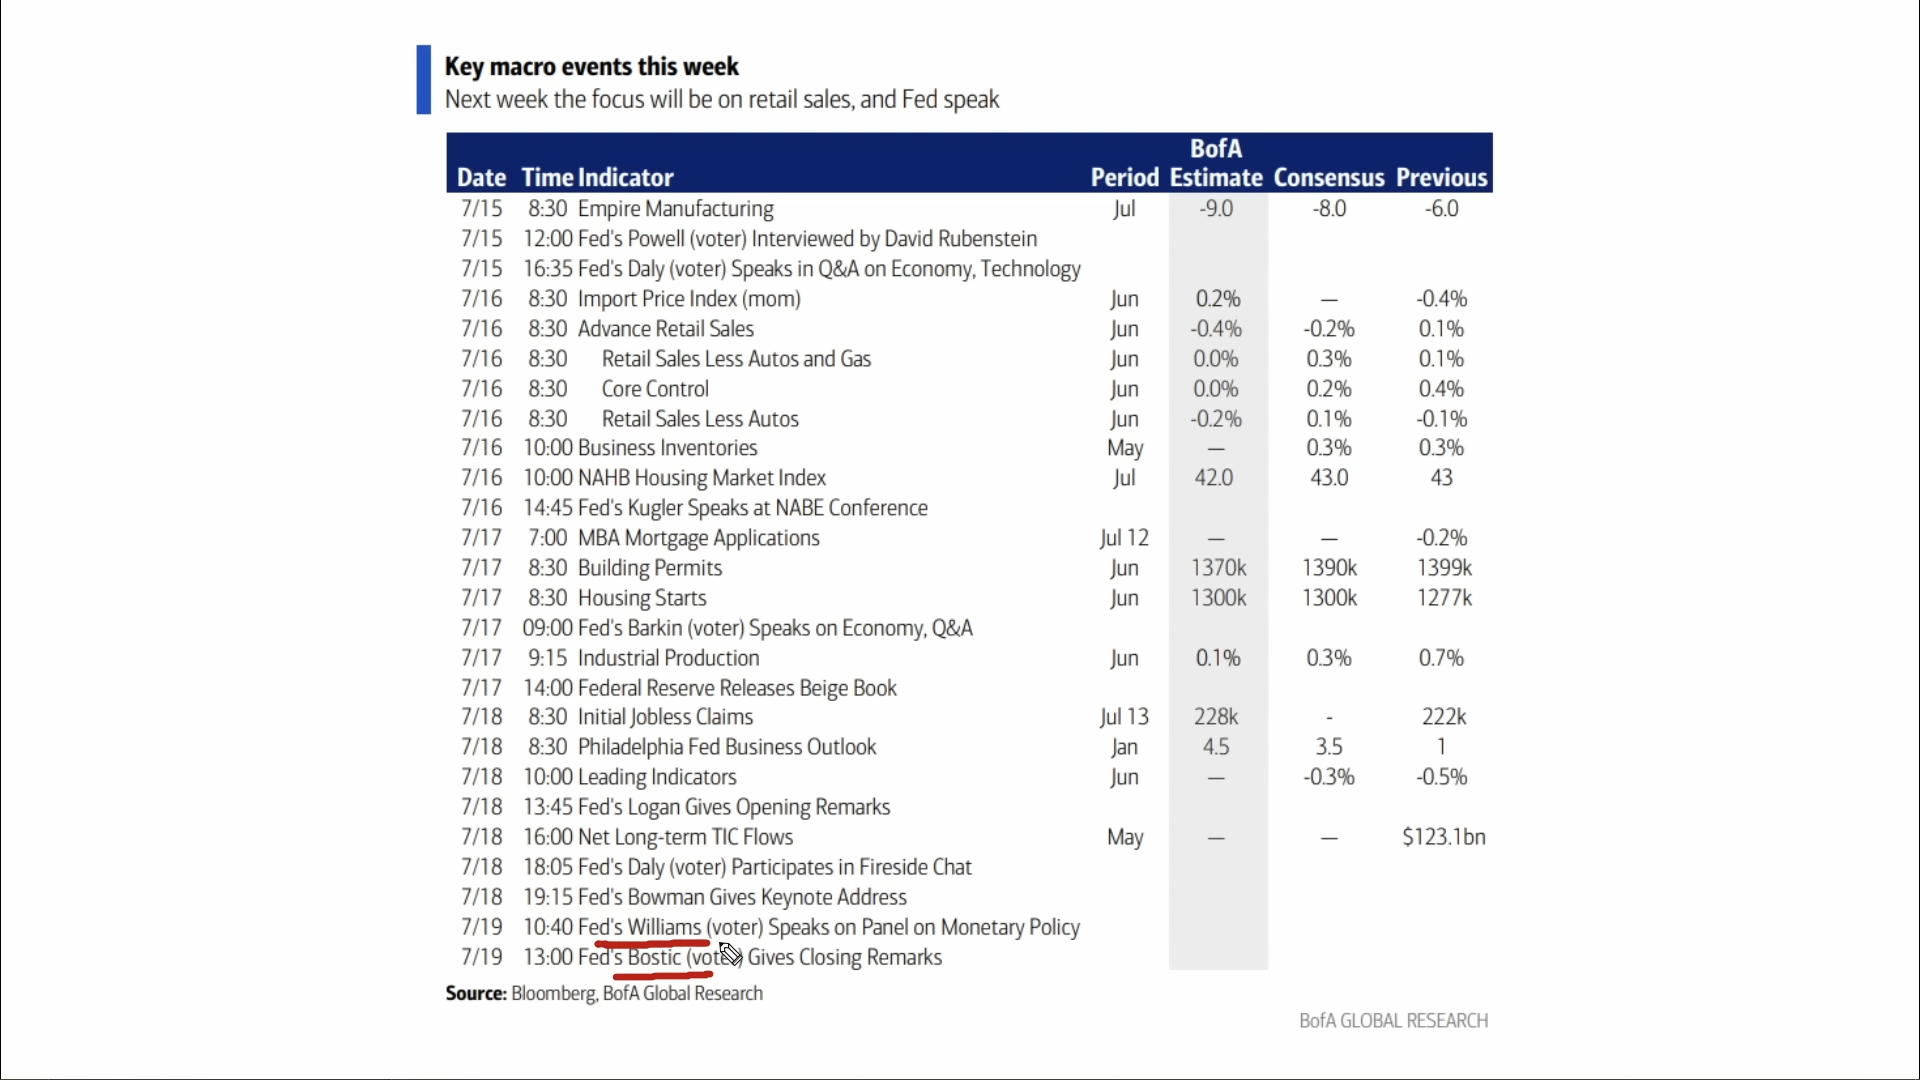 Key macro events this week
Next week the focus will be on retail sales, and Fed speak
BofA
Date Time Indicator Period Estimate Consensus Previous
7/15 8:30 Empire Manufacturing Jul -9.0 -8.0 -6.0
7/15 12:00 Fed's Powell (voter) Interviewed by David Rubenstein
7/15 16:35 Fed's Daly (voter) Speaks in Q&A on Economy, Technology
7/16 8:30 Import Price Index (mom) Jun 0.2% — -0.4%
7/16 8:30 Advance Retail Sales Jun -0.4% -0.2% 0.1%
7/16 8:30 Retail Sales Less Autos and Gas Jun 0.0% 0.3% 0.1%
7/16 8:30 Core Control Jun 0.0% 0.2% 0.4%
7/16 8:30 Retail Sales Less Autos Jun -0.2% 0.1% -0.1%
7/16 10:00 Business Inventories May — 0.3% 0.3%
7/16 10:00 NAHB Housing Market Index Jul 42.0 43.0 43
7/16 14:45 Fed's Kugler Speaks at NABE Conference
7/17 7:00 MBA Mortgage Applications Jul 12 — — -0.2%
7/17 8:30 Building Permits Jun 1370k 1390k 1399k
7/17 8:30 Housing Starts Jun 1300k 1300k 1277k
7/17 09:00 Fed's Barkin (voter) Speaks on Economy, Q&A
7/17 9:15 Industrial Production Jun 0.1% 0.3% 0.7%
7/17 14:00 Federal Reserve Releases Beige Book
7/18 8:30 Initial Jobless Claims Jul 13 228k - 222k
7/18 8:30 Philadelphia Fed Business Outlook Jan 4.5 3.5 1
7/18 10:00 Leading Indicators Jun — -0.3% -0.5%
7/18 13:45 Fed's Logan Gives Opening Remarks
7/18 16:00 Net Long-term TIC Flows May — — $123.1bn
7/18 18:05 Fed's Daly (voter) Participates in Fireside Chat
7/18 19:15 Fed's Bowman Gives Keynote Address
7/19 10:40 Fed's Williams (voter) Speaks on Panel on Monetary Policy
7/19 13:00 Fed's Bostic (voter) Gives Closing Remarks
Source: Bloomberg, BofA Global Research
BofA GLOBAL RESEARCH